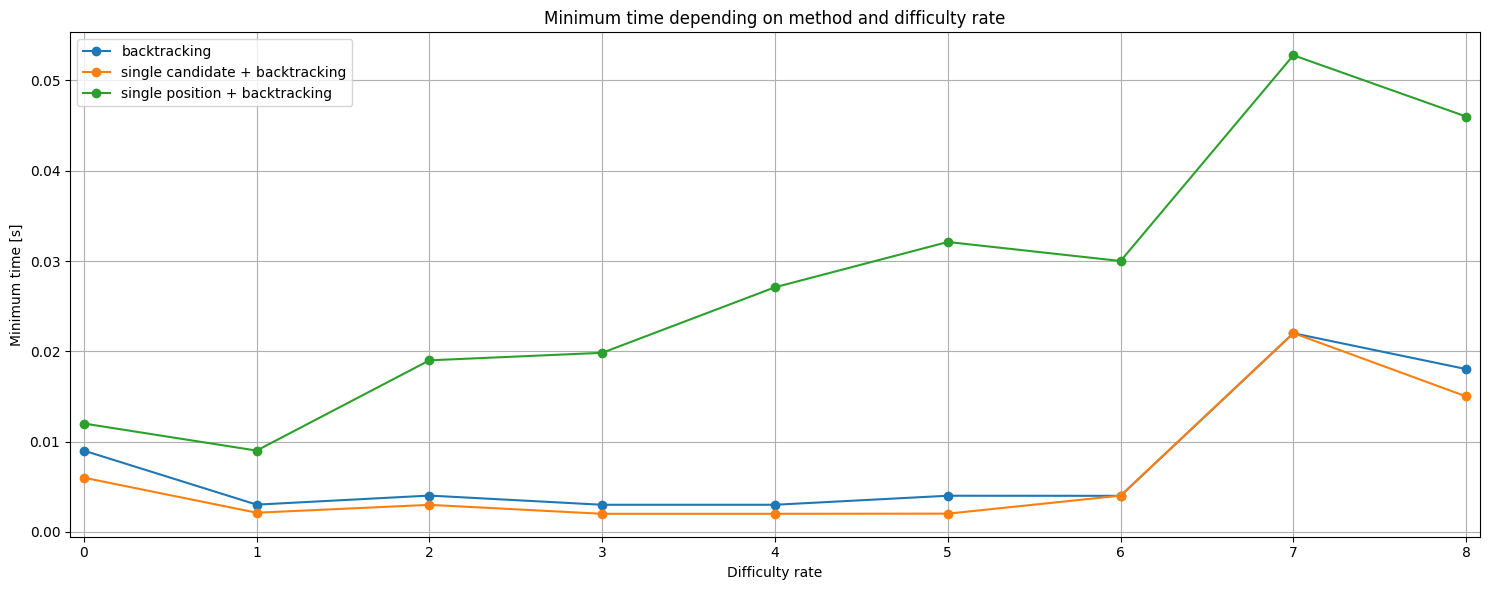 Minimum time depending on method and difficulty rate
backtracking
single candidate + backtracking
single position + backtracking
0.05
0.04
0.03
0.02
0.01
0.00
Minimum time [s]
0 1 2 3 4 5 6 7 8
Difficulty rate